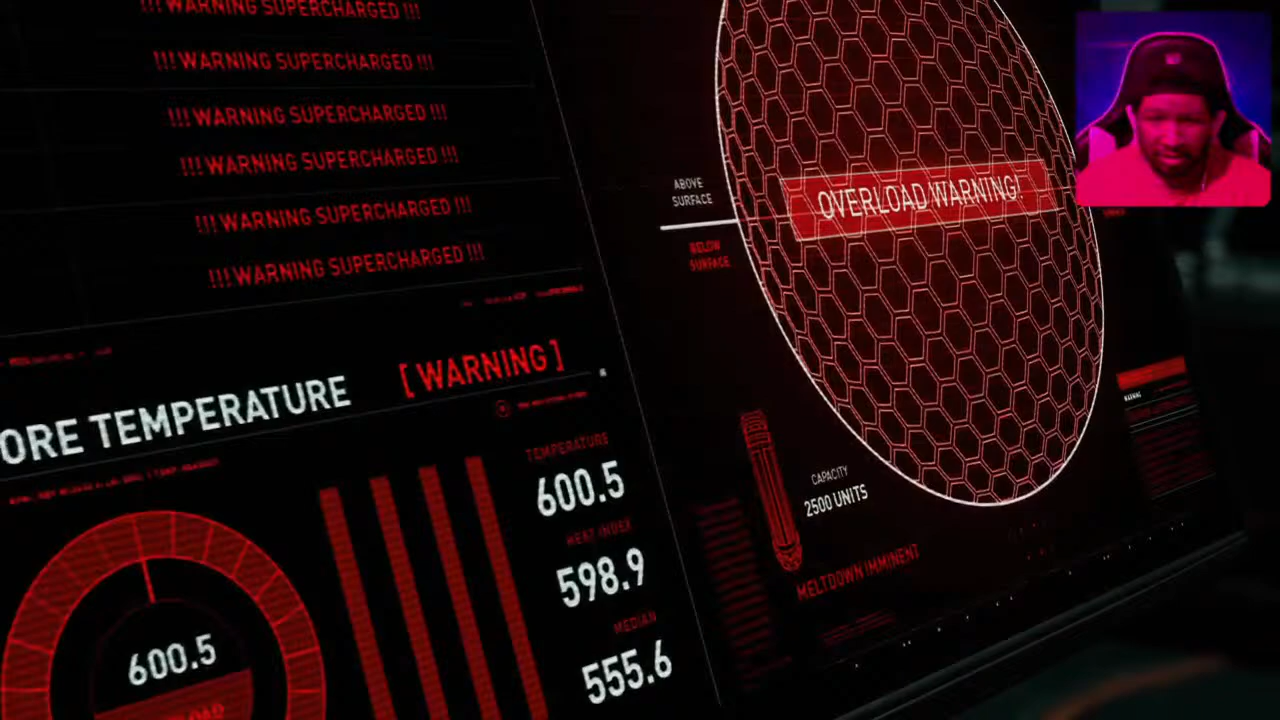 !!! WARNING SUPERCHARGED !!!
!!! WARNING SUPERCHARGED !!!
!!! WARNING SUPERCHARGED !!!
!!! WARNING SUPERCHARGED !!!
!!! WARNING SUPERCHARGED !!!
!!! WARNING SUPERCHARGED !!!
ORE TEMPERATURE
[ WARNING ]
TEMPERATURE
600.5
HEAT INDEX
598.9
MEDIAN
555.6
600.5
ABOVE
SURFACE
BELOW
SURFACE
OVERLOAD WARNING!
CAPACITY
2500 UNITS
MELTDOWN IMMINENT